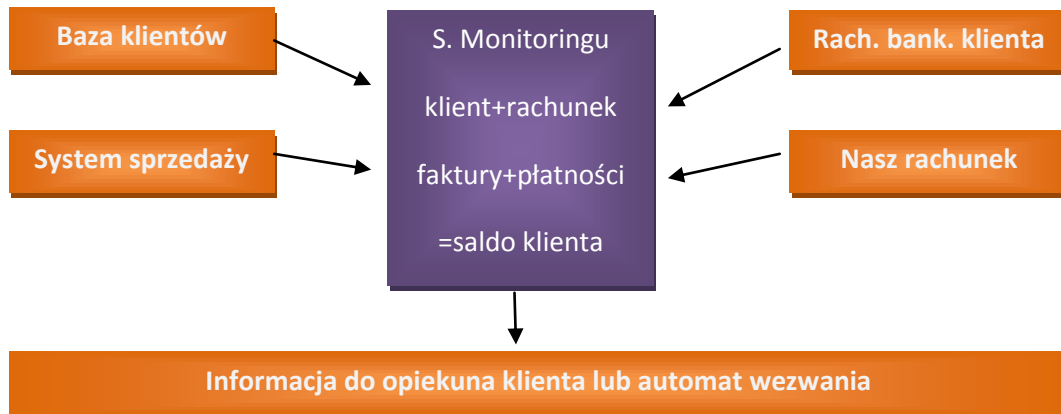 Baza klientów
S. Monitoringu
Rach. bank. klienta
klient+rachunek
System sprzedaży
faktury+płatności
Nasz rachunek
=saldo klienta
Informacja do opiekuna klienta lub automat wezwania